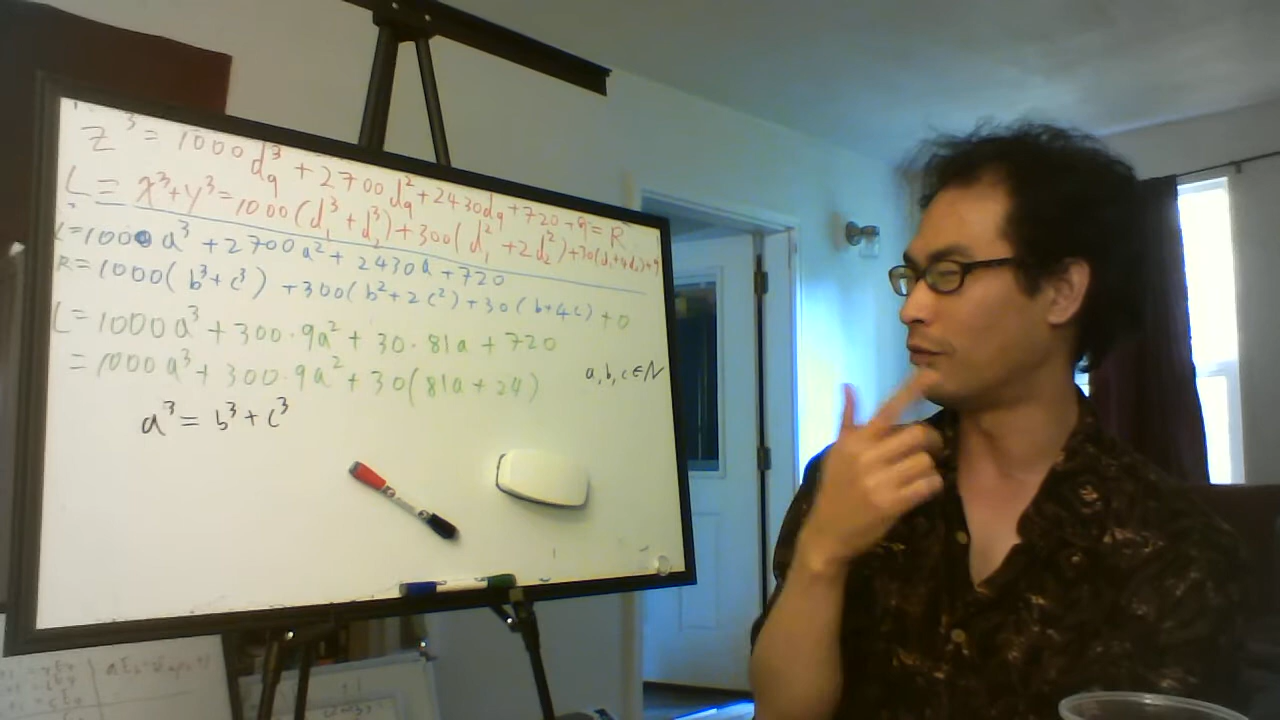 z³ = 1000d₉³ + 2700d₉² + 2430d₉ + 720 + 9 = R
L = x³+y³ = 1000(d₁³ + d₂³) + 300(d₁² + 2d₂²) + 30(d₁+4d₂)+9
L = 1000a³ + 2700a² + 2430a + 720
R = 1000(b³+c³) + 300(b²+2c²) + 30(b+4c) + 0
L = 1000a³ + 300·9a² + 30·81a + 720
= 1000a³ + 300·9a² + 30(81a + 24)
a,b,c∈N
a³ = b³ + c³